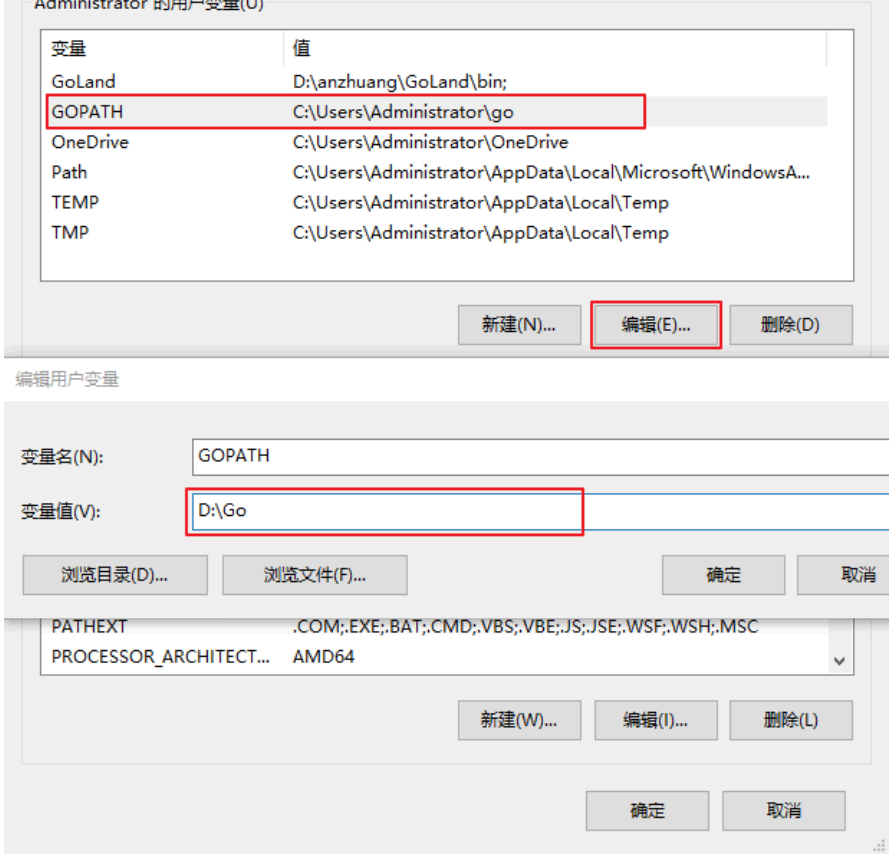 Administrator 的用户变量(U)
变量 值
GoLand D:\anzhuang\GoLand\bin;
GOPATH C:\Users\Administrator\go
OneDrive C:\Users\Administrator\OneDrive
Path C:\Users\Administrator\AppData\Local\Microsoft\WindowsA...
TEMP C:\Users\Administrator\AppData\Local\Temp
TMP C:\Users\Administrator\AppData\Local\Temp
新建(N)... 编辑(E)... 删除(D)
编辑用户变量
变量名(N): GOPATH
变量值(V): D:\Go
浏览目录(D)... 浏览文件(F)... 确定 取消
PATHEXT .COM;.EXE;.BAT;.CMD;.VBS;.VBE;.JS;.JSE;.WSF;.WSH;.MSC
PROCESSOR_ARCHITECT... AMD64
新建(W)... 编辑(I)... 删除(L)
确定 取消